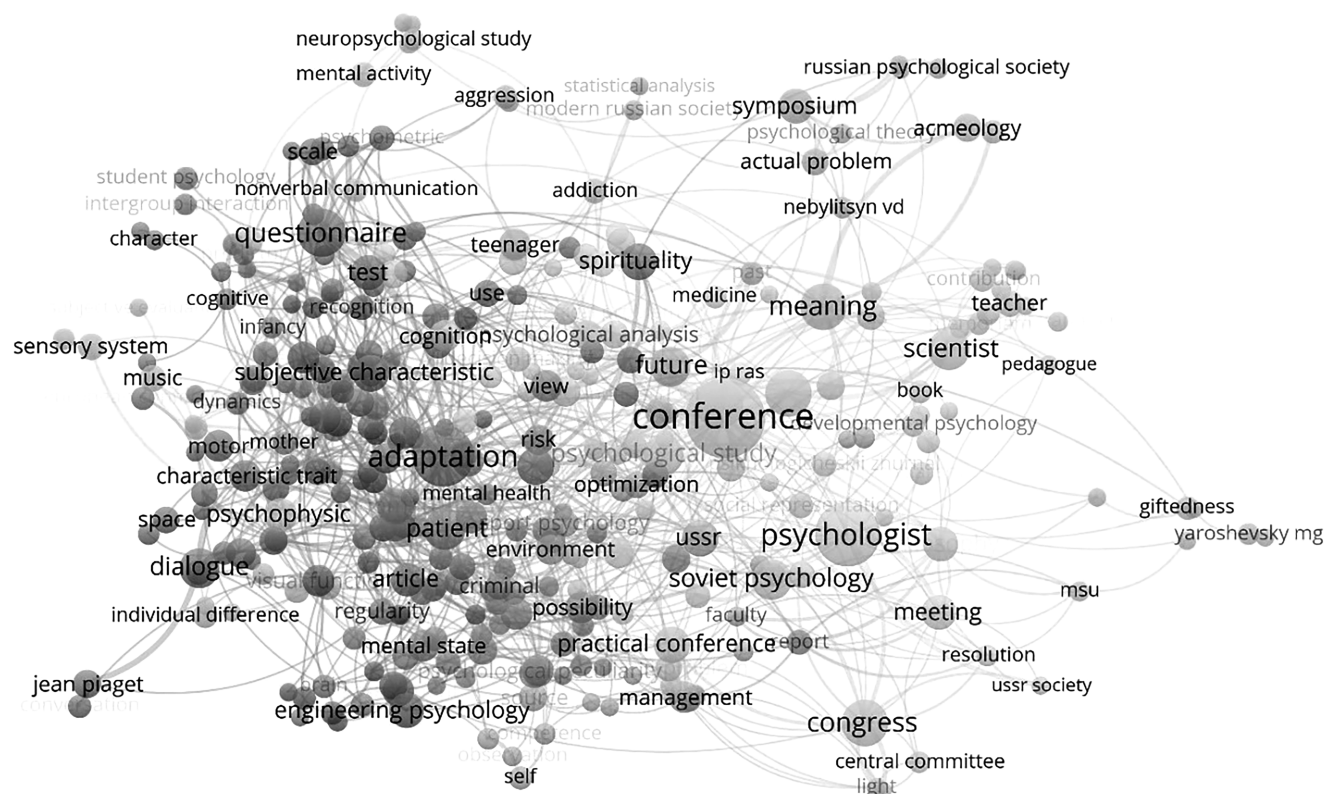 neuropsychological study
russian psychological society
mental activity
statistical analysis
aggression
modern russian society
symposium
psychological theory
acmeology
psychometric
scale
actual problem
student psychology
nonverbal communication
addiction
intergroup interaction
nebylitsyn vd
character
questionnaire
teenager
spirituality
test
past
contribution
cognitive
recognition
use
medicine
meaning
teacher
infancy
cognition
psychological analysis
sensory system
scientist
music
subjective characteristic
view
future
ip ras
pedagogue
dynamics
book
conference
developmental psychology
motor
mother
adaptation
risk
psychological study
characteristic trait
mental health
optimization
social representation
giftedness
space
psychophysic
patient
sport psychology
ussr
psychologist
yaroshevsky mg
environment
dialogue
visual function
article
criminal
soviet psychology
msu
individual difference
regularity
possibility
faculty
meeting
mental state
practical conference
report
resolution
jean piaget
brain
psychological peculiarity
ussr society
conversation
source
management
engineering psychology
congress
competence
observation
central committee
self
light